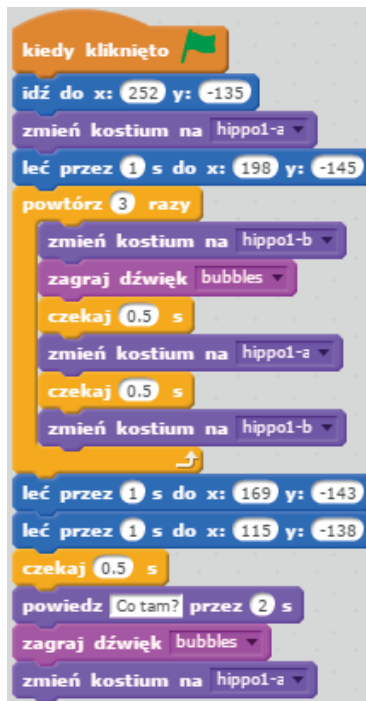 kiedy kliknięto
idź do x: 252 y: -135
zmień kostium na hippo1-a
leć przez 1 s do x: 198 y: -145
powtórz 3 razy
zmień kostium na hippo1-b
zagraj dźwięk bubbles
czekaj 0.5 s
zmień kostium na hippo1-a
czekaj 0.5 s
zmień kostium na hippo1-b
leć przez 1 s do x: 169 y: -143
leć przez 1 s do x: 115 y: -138
czekaj 0.5 s
powiedz Co tam? przez 2 s
zagraj dźwięk bubbles
zmień kostium na hippo1-a